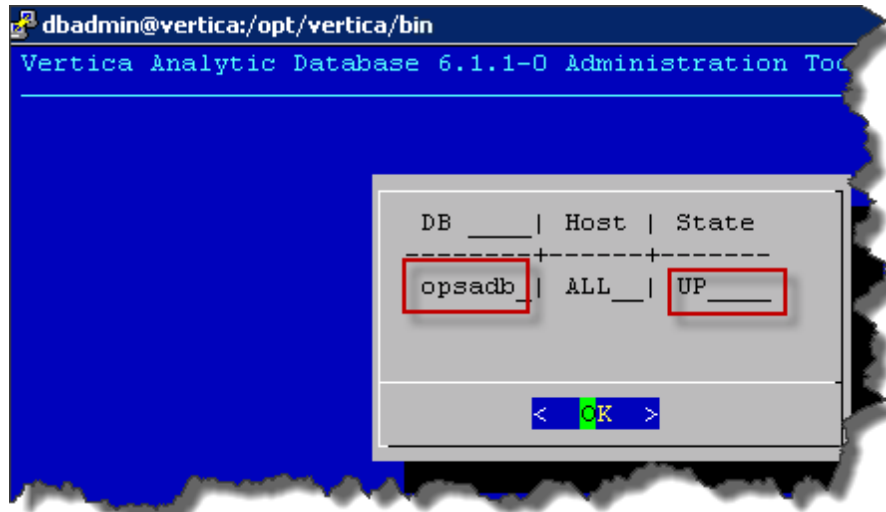 dbadmin@vertica:/opt/vertica/bin
Vertica Analytic Database 6.1.1-0 Administration
DB ____| Host | State
--------+------+-------
opsadb_| ALL__| UP____
< OK >